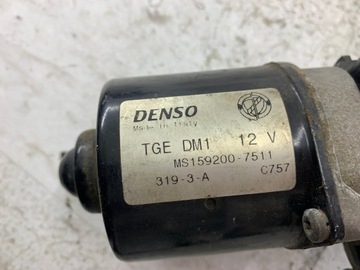 DENSO
Made in Italy
TGE DM1 12 V
MS159200-7511
319-3-A C757